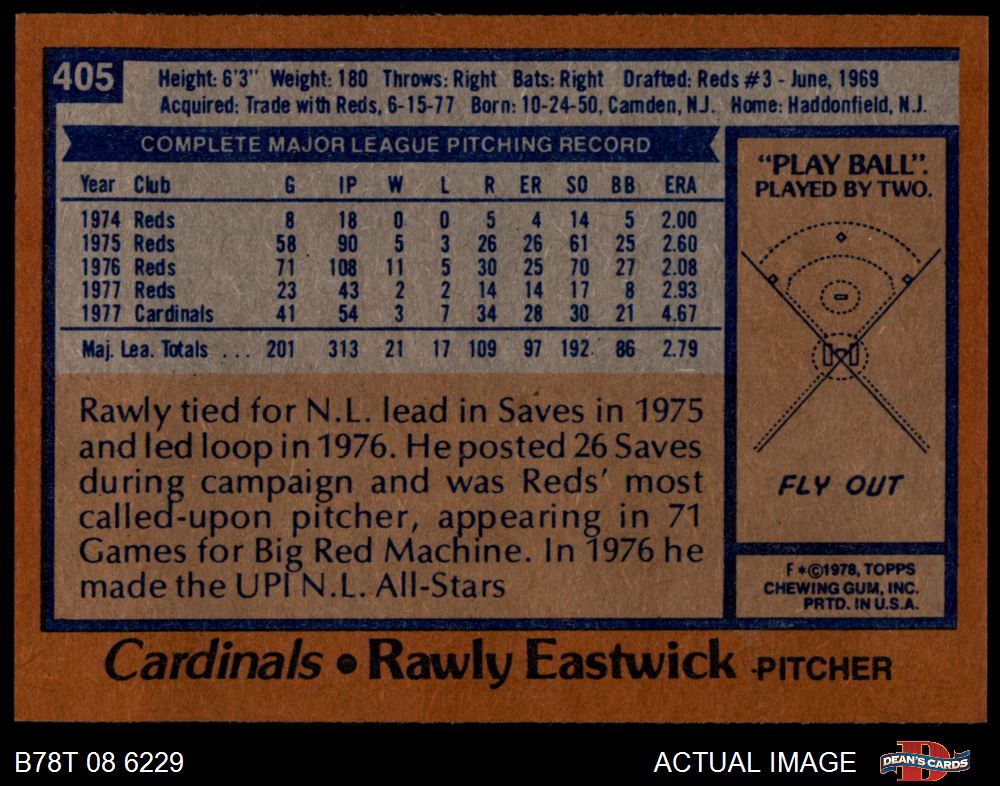 405
Height: 6'3" Weight: 180 Throws: Right Bats: Right Drafted: Reds #3 - June, 1969
Acquired: Trade with Reds, 6-15-77 Born: 10-24-50, Camden, N.J. Home: Haddonfield, N.J.
COMPLETE MAJOR LEAGUE PITCHING RECORD
Year Club G IP W L R ER SO BB ERA
1974 Reds 8 18 0 0 5 4 14 5 2.00
1975 Reds 58 90 5 3 26 26 61 25 2.60
1976 Reds 71 108 11 5 30 25 70 27 2.08
1977 Reds 23 43 2 2 14 14 17 8 2.93
1977 Cardinals 41 54 3 7 34 28 30 21 4.67
Maj. Lea. Totals ... 201 313 21 17 109 97 192 86 2.79
Rawly tied for N.L. lead in Saves in 1975
and led loop in 1976. He posted 26 Saves
during campaign and was Reds' most
called-upon pitcher, appearing in 71
Games for Big Red Machine. In 1976 he
made the UPI N.L. All-Stars
"PLAY BALL".
PLAYED BY TWO.
FLY OUT
F*©1978, TOPPS
CHEWING GUM, INC.
PRTD. IN U.S.A.
Cardinals • Rawly Eastwick PITCHER
B78T 08 6229
ACTUAL IMAGE
D
DEAN'S CARDS